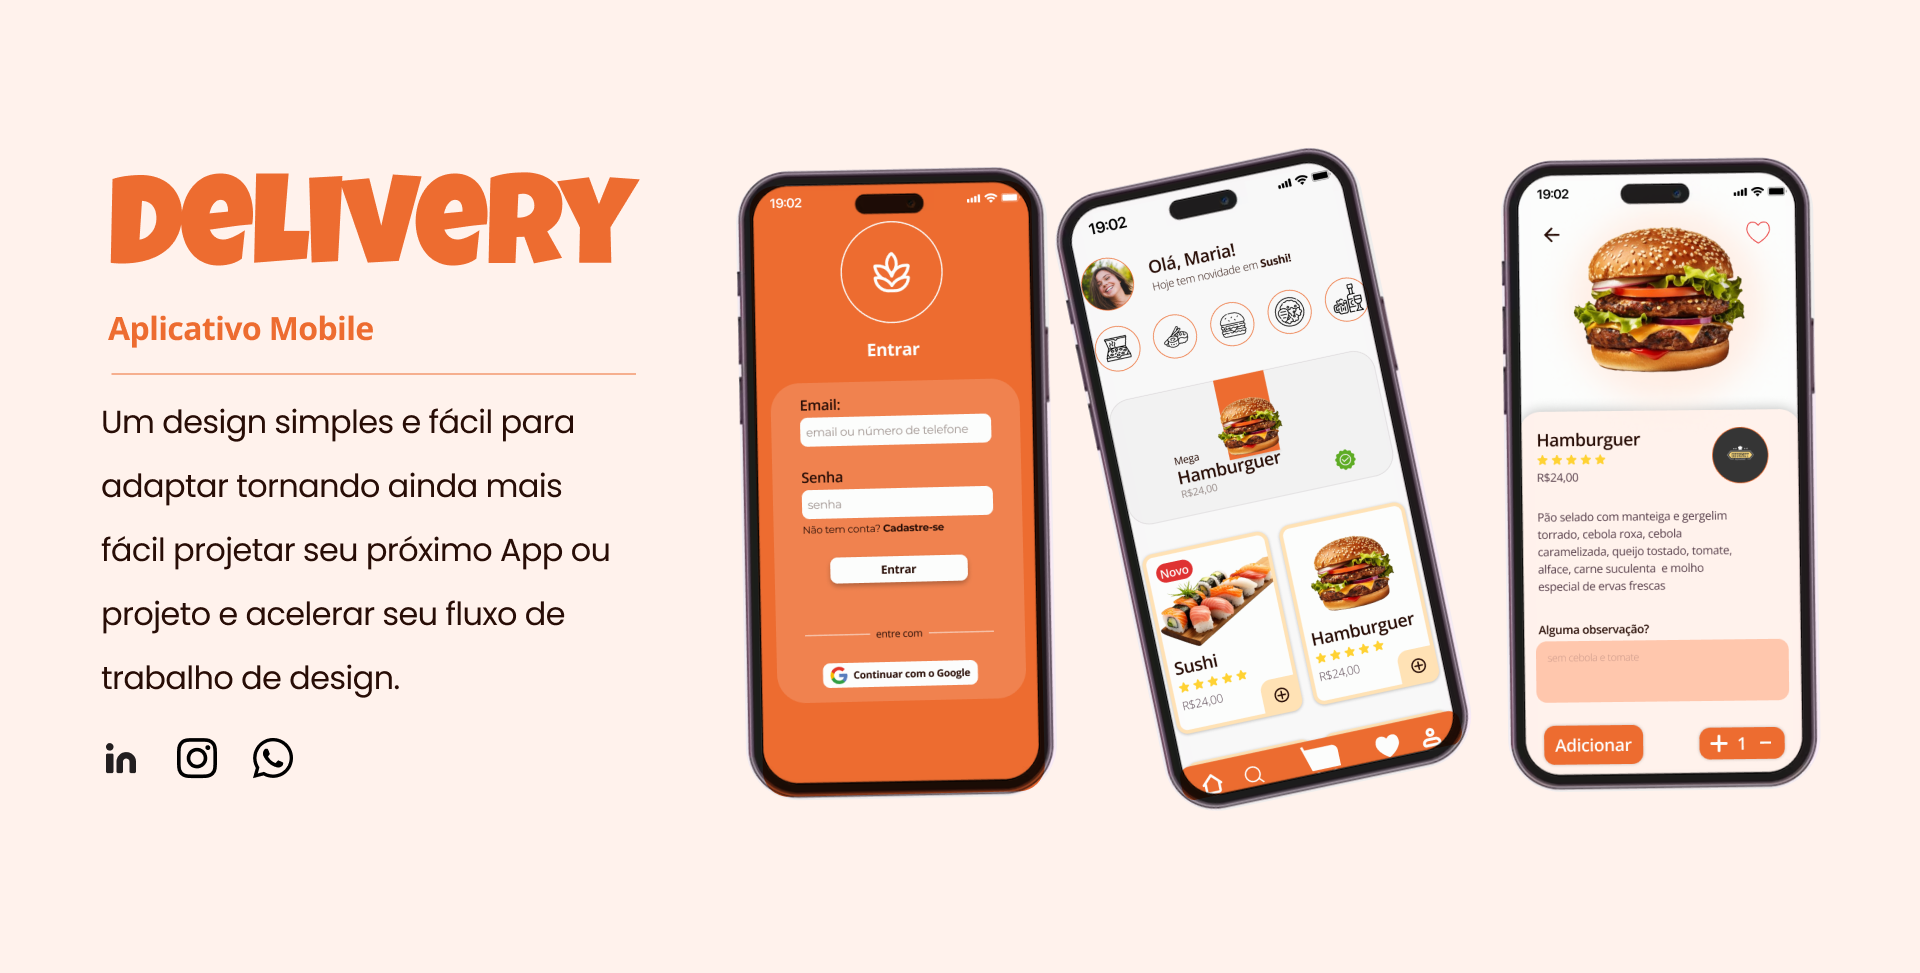 DELIVERY
Aplicativo Mobile
Um design simples e fácil para
adaptar tornando ainda mais
fácil projetar seu próximo App ou
projeto e acelerar seu fluxo de
trabalho de design.
in
19:02
Entrar
Email:
email ou número de telefone
Senha
senha
Não tem conta? Cadastre-se
Entrar
entre com
Continuar com o Google
19:02
Olá, Maria!
Hoje tem novidade em Sushi!
Mega
Hamburguer
R$24,00
Novo
Sushi
R$24,00
Hamburguer
R$24,00
19:02
Hamburguer
R$24,00
Pão selado com manteiga e gergelim
torrado, cebola roxa, cebola
caramelizada, queijo tostado, tomate,
alface, carne suculenta e molho
especial de ervas frescas
Alguma observação?
sem cebola e tomate
Adicionar
+ 1 −